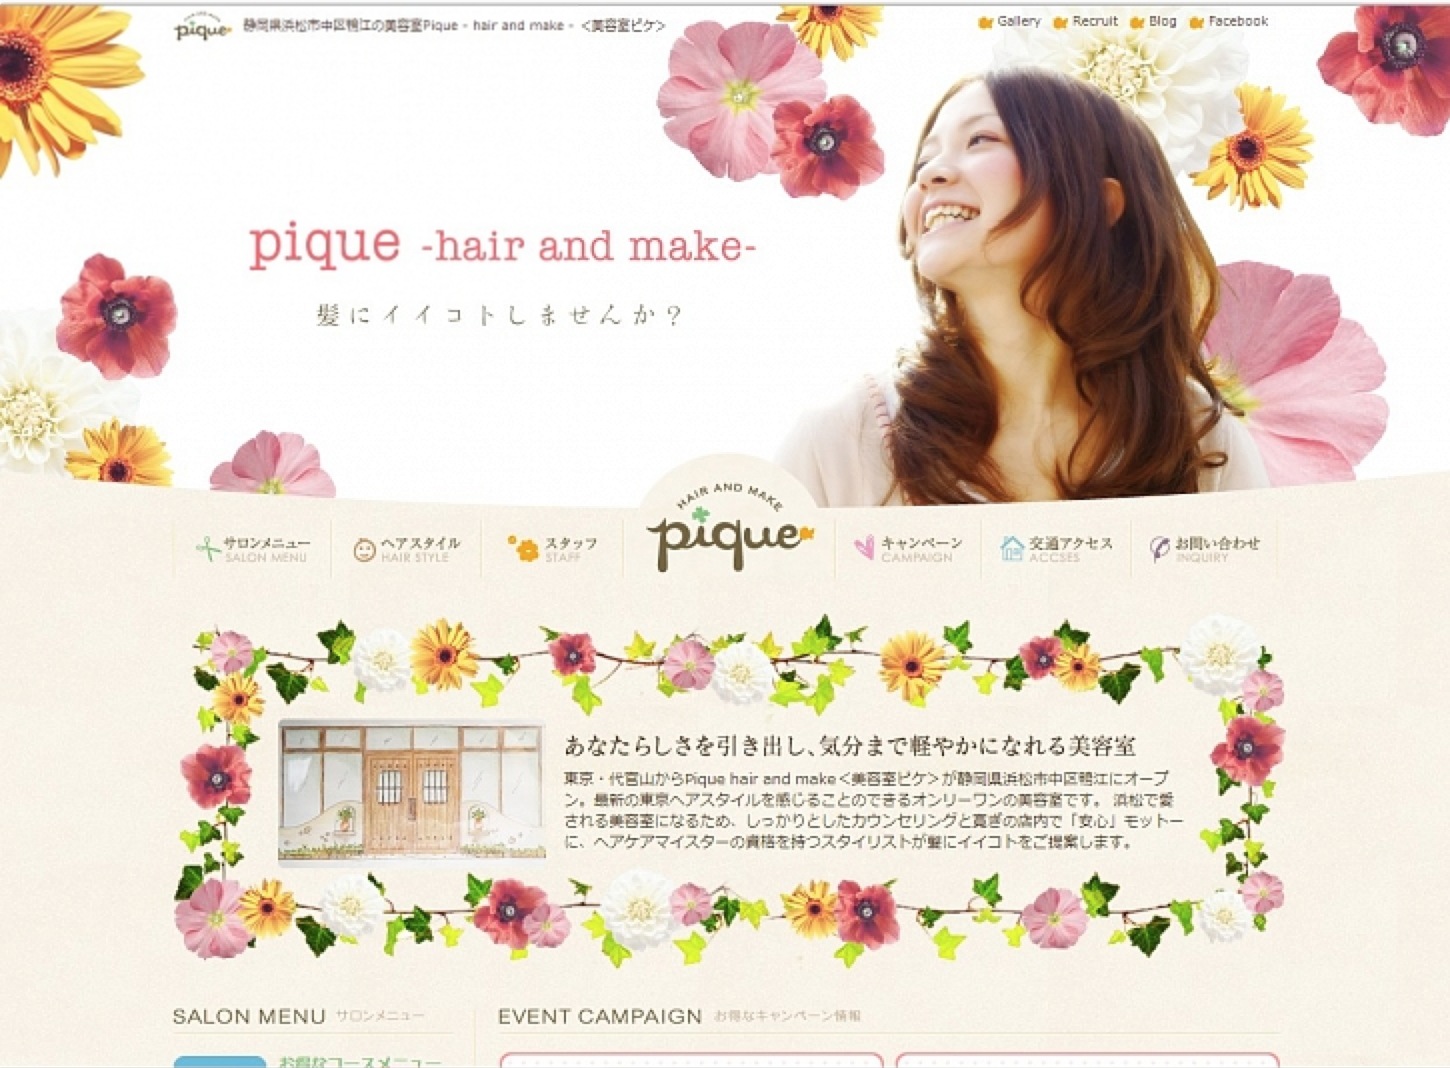 pique 静岡県浜松市中区鴨江の美容室Pique - hair and make - <美容室ピケ>
Gallery Recruit Blog Facebook
pique -hair and make-
髪にイイコトしませんか？
HAIR AND MAKE
pique
サロンメニュー
SALON MENU
ヘアスタイル
HAIR STYLE
スタッフ
STAFF
キャンペーン
CAMPAIGN
交通アクセス
ACCSES
お問い合わせ
INQUIRY
あなたらしさを引き出し、気分まで軽やかになれる美容室
東京・代官山からPique hair and make<美容室ピケ>が静岡県浜松市中区鴨江にオープ
ン。最新の東京ヘアスタイルを感じることのできるオンリーワンの美容室です。 浜松で愛
される美容室になるため、しっかりとしたカウンセリングと寛ぎの店内で「安心」モットー
に、ヘアケアマイスターの資格を持つスタイリストが髪にイイコトをご提案します。
SALON MENU サロンメニュー
EVENT CAMPAIGN お得なキャンペーン情報
お得なコースメニュー